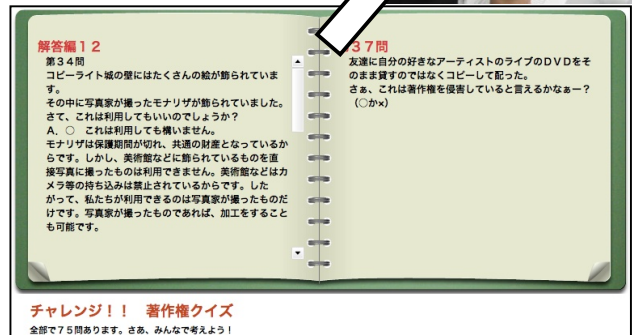 解答編１２
第３４問
コピーライト城の壁にはたくさんの絵が飾られていま
す。
その中に写真家が撮ったモナリザが飾られていました。
さて、これは利用してもいいのでしょうか？
Ａ．○　これは利用しても構いません。
モナリザは保護期間が切れ、共通の財産となっているか
らです。しかし、美術館などに飾られているものを直
接写真に撮ったものは利用できません。美術館などはカ
メラ等の持ち込みは禁止されているからです。した
がって、私たちが利用できるのは写真家が撮ったものだ
けです。写真家が撮ったものであれば、加工をすること
も可能です。
３７問
友達に自分の好きなアーティストのライブのＤＶＤをそ
のまま貸すのではなくコピーして配った。
さぁ、これは著作権を侵害していると言えるかなぁー？
（○か×）
チャレンジ！！　著作権クイズ
全部で７５問あります。さあ、みんなで考えよう！